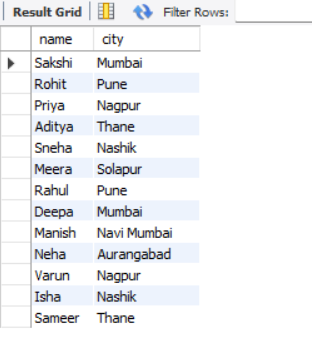 Result Grid Filter Rows:
name city
Sakshi Mumbai
Rohit Pune
Priya Nagpur
Aditya Thane
Sneha Nashik
Meera Solapur
Rahul Pune
Deepa Mumbai
Manish Navi Mumbai
Neha Aurangabad
Varun Nagpur
Isha Nashik
Sameer Thane